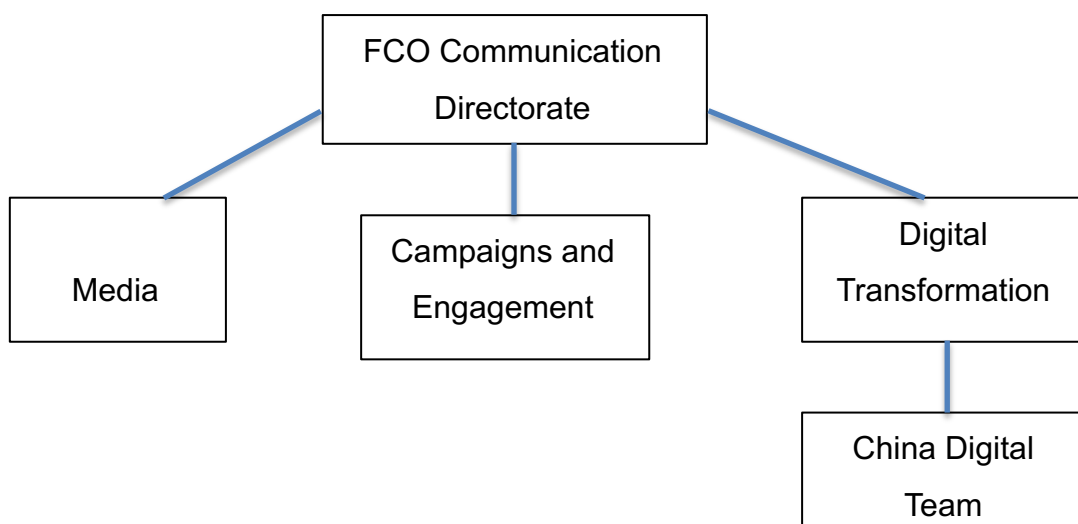 FCO Communication
Directorate
Media
Campaigns and
Engagement
Digital
Transformation
China Digital
Team